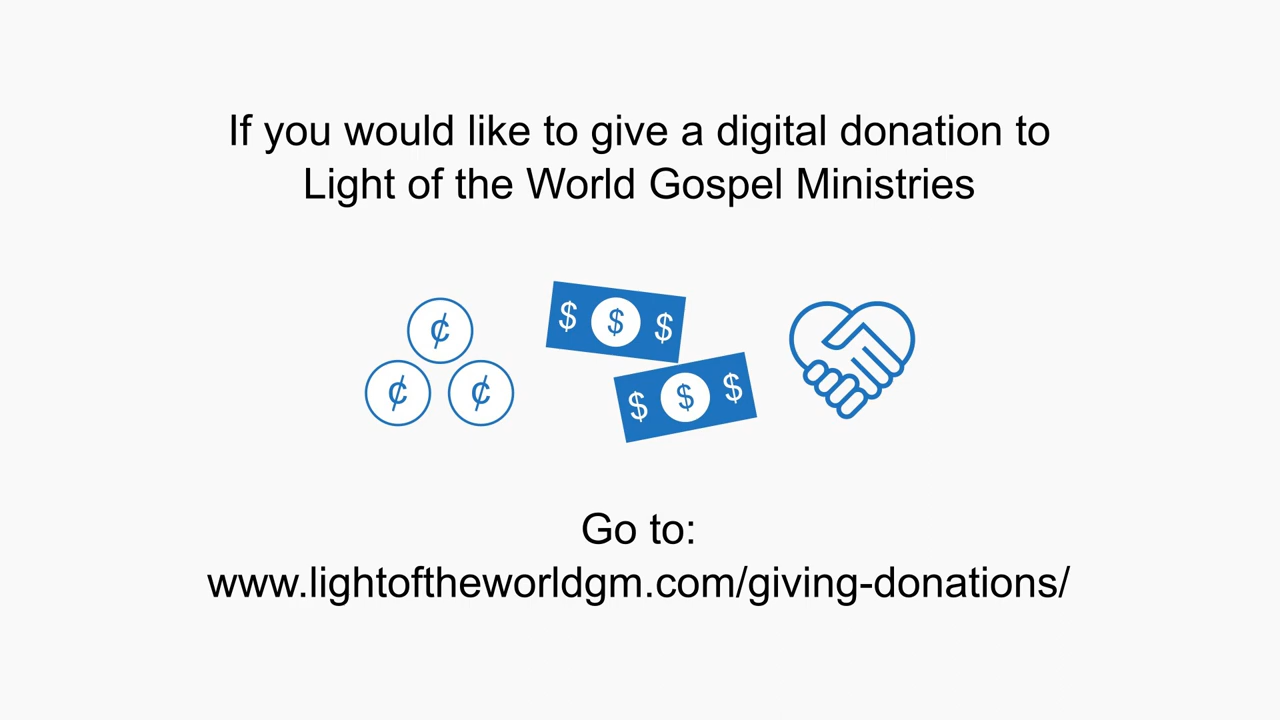 If you would like to give a digital donation to
Light of the World Gospel Ministries
¢
¢ ¢
$ $ $
$ $ $
Go to:
www.lightoftheworldgm.com/giving-donations/